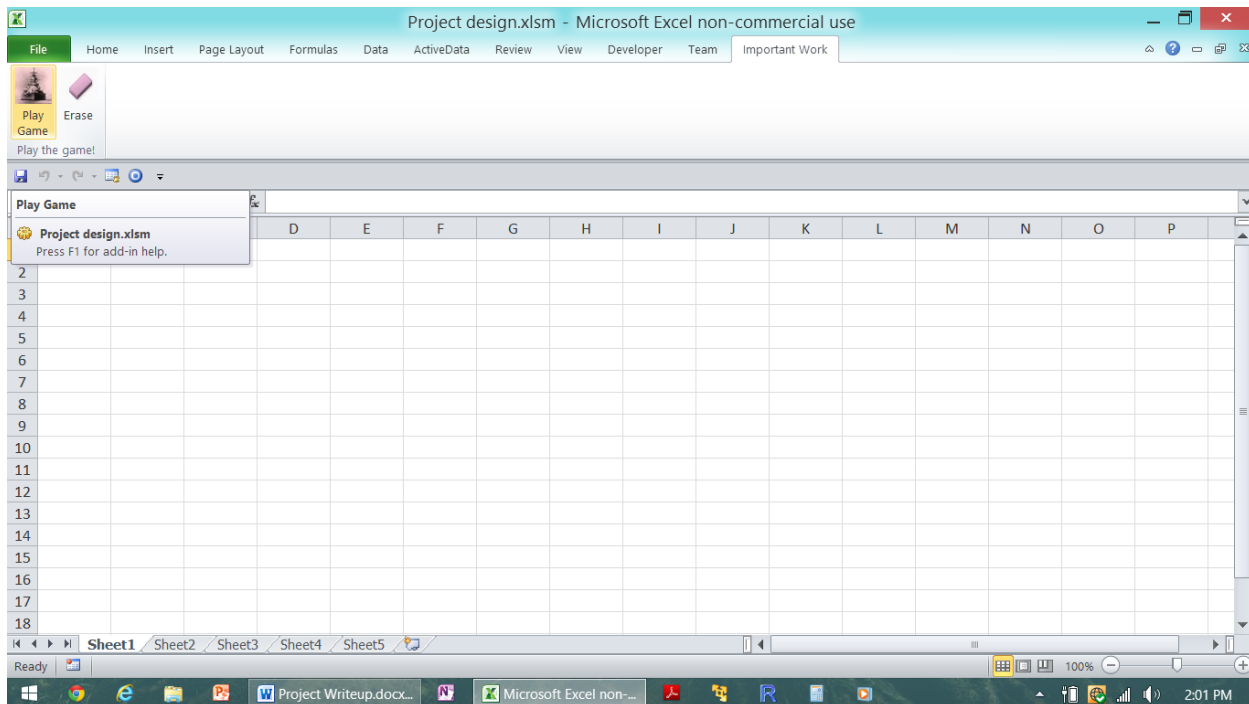 Project design.xlsm - Microsoft Excel non-commercial use
File Home Insert Page Layout Formulas Data ActiveData Review View Developer Team Important Work
Play Game Erase
Play the game!
Play Game
fx
Project design.xlsm
Press F1 for add-in help.
D E F G H I J K L M N O P
2
3
4
5
6
7
8
9
10
11
12
13
14
15
16
17
18
Sheet1 Sheet2 Sheet3 Sheet4 Sheet5
Ready 100%
Project Writeup.docx... Microsoft Excel non-... 2:01 PM